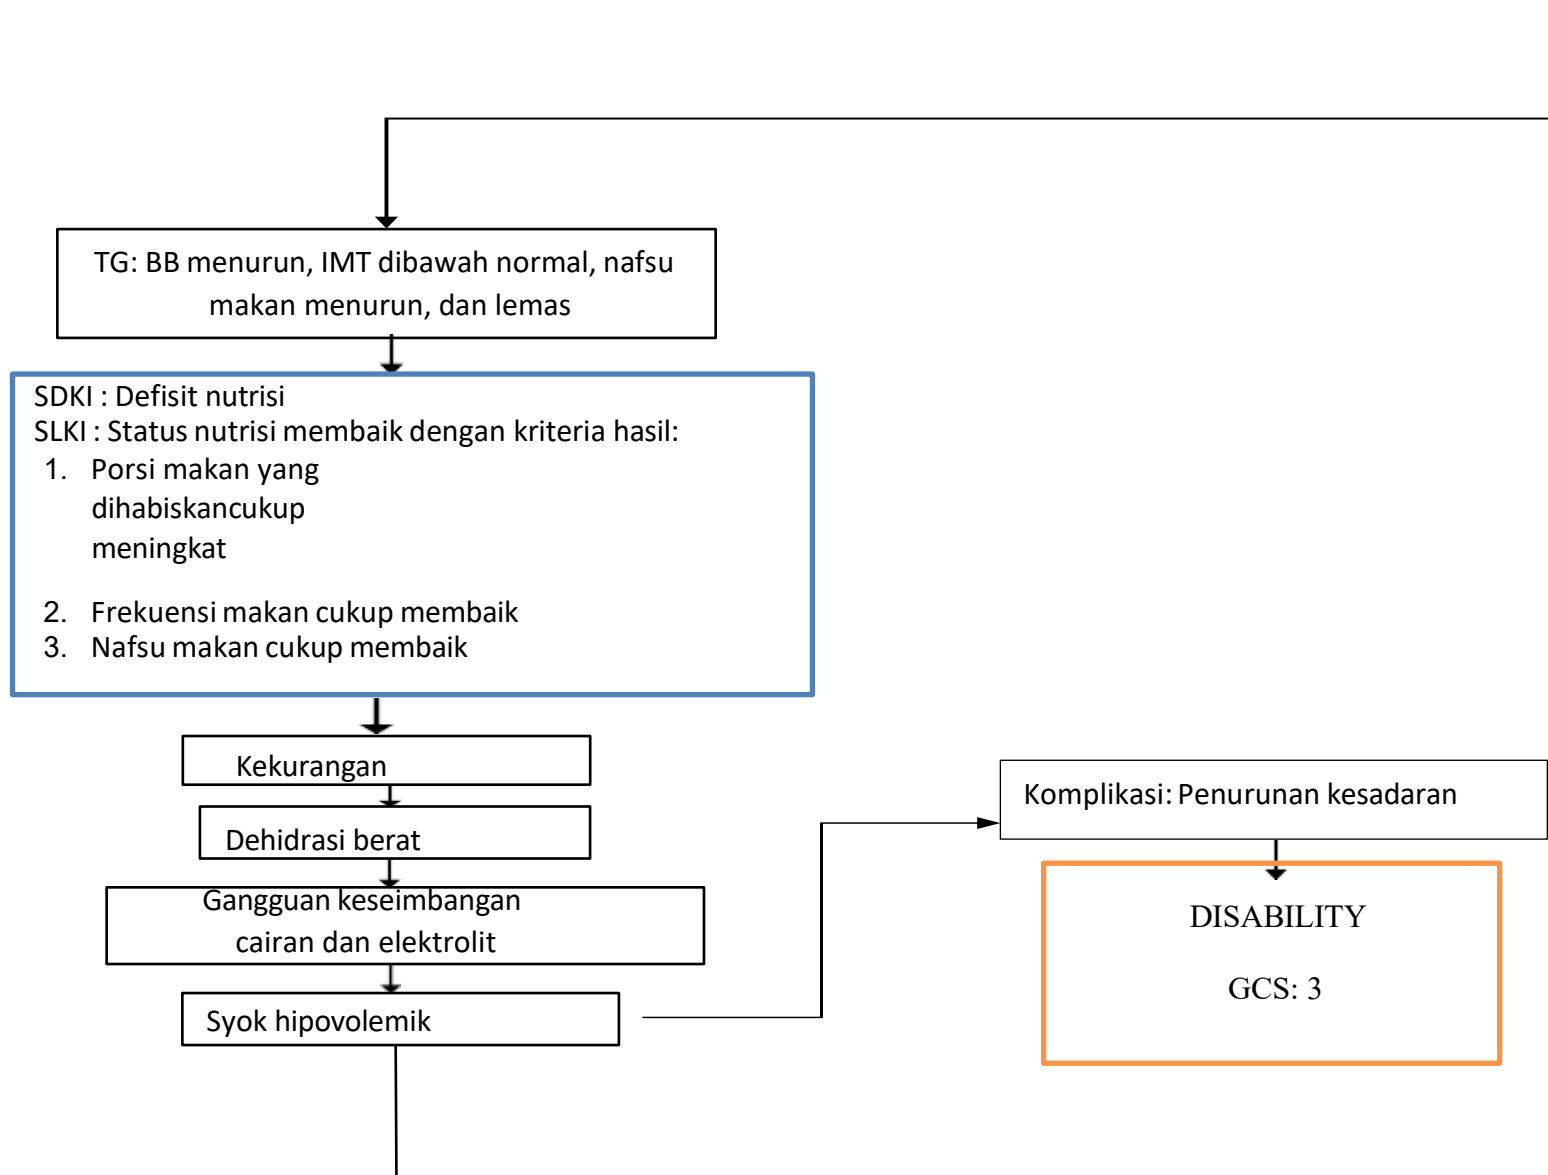 TG: BB menurun, IMT dibawah normal, nafsu
makan menurun, dan lemas
SDKI : Defisit nutrisi
SLKI : Status nutrisi membaik dengan kriteria hasil:
1. Porsi makan yang
dihabiskancukup
meningkat
2. Frekuensi makan cukup membaik
3. Nafsu makan cukup membaik
Kekurangan
Dehidrasi berat
Gangguan keseimbangan
cairan dan elektrolit
Syok hipovolemik
Komplikasi: Penurunan kesadaran
DISABILITY
GCS: 3